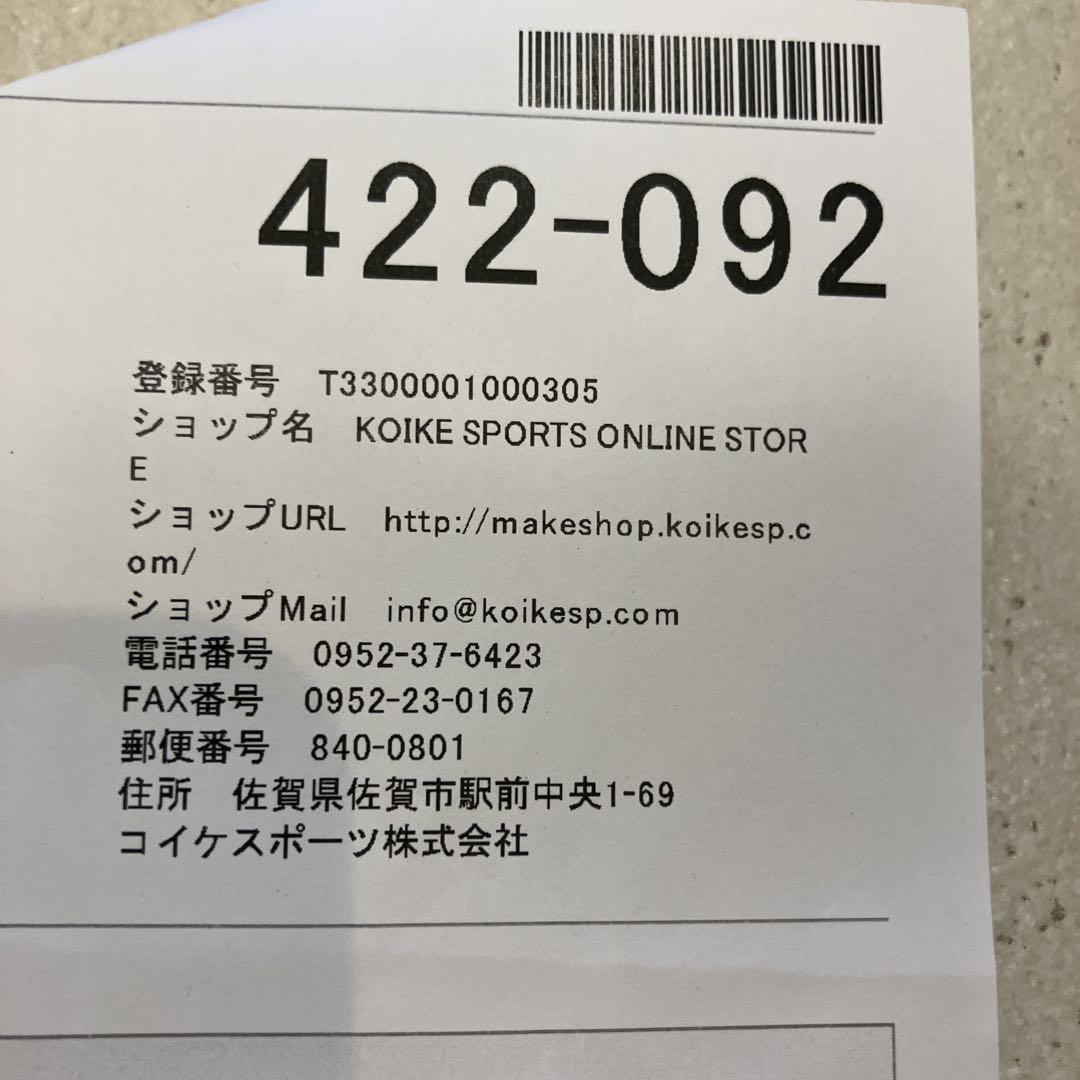 422-092
登録番号　T3300001000305
ショップ名　KOIKE SPORTS ONLINE STOR
E
ショップURL　http://makeshop.koikesp.c
om/
ショップMail　info@koikesp.com
電話番号　0952-37-6423
FAX番号　0952-23-0167
郵便番号　840-0801
住所　佐賀県佐賀市駅前中央1-69
コイケスポーツ株式会社